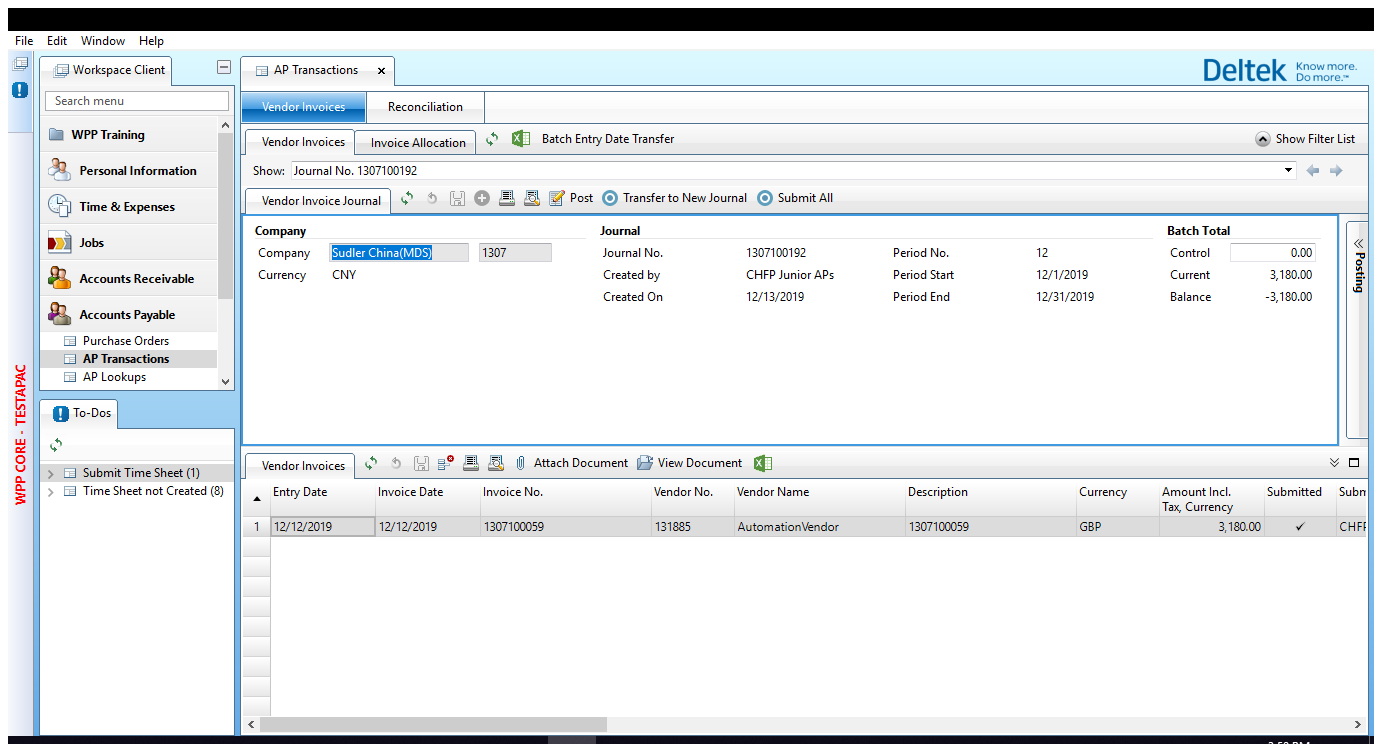 File Edit Window Help
Workspace Client
AP Transactions x
Deltek Know more. Do more.™
Search menu
Vendor Invoices Reconciliation
WPP Training
Personal Information
Time & Expenses
Jobs
Accounts Receivable
Accounts Payable
Purchase Orders
AP Transactions
AP Lookups
Vendor Invoices Invoice Allocation Batch Entry Date Transfer Show Filter List
Show: Journal No. 1307100192
Vendor Invoice Journal Post Transfer to New Journal Submit All
Company Journal Batch Total
Company Sudler China(MDS) 1307 Journal No. 1307100192 Period No. 12 Control 0.00
Currency CNY Created by CHFP Junior APs Period Start 12/1/2019 Current 3,180.00
Created On 12/13/2019 Period End 12/31/2019 Balance -3,180.00
Posting
WPP CORE - TESTAPAC
To-Dos
Submit Time Sheet (1)
Time Sheet not Created (8)
Vendor Invoices Attach Document View Document
Entry Date Invoice Date Invoice No. Vendor No. Vendor Name Description Currency Amount Incl. Tax, Currency Submitted Subm
1 12/12/2019 12/12/2019 1307100059 131885 AutomationVendor 1307100059 GBP 3,180.00 ✓ CHFF